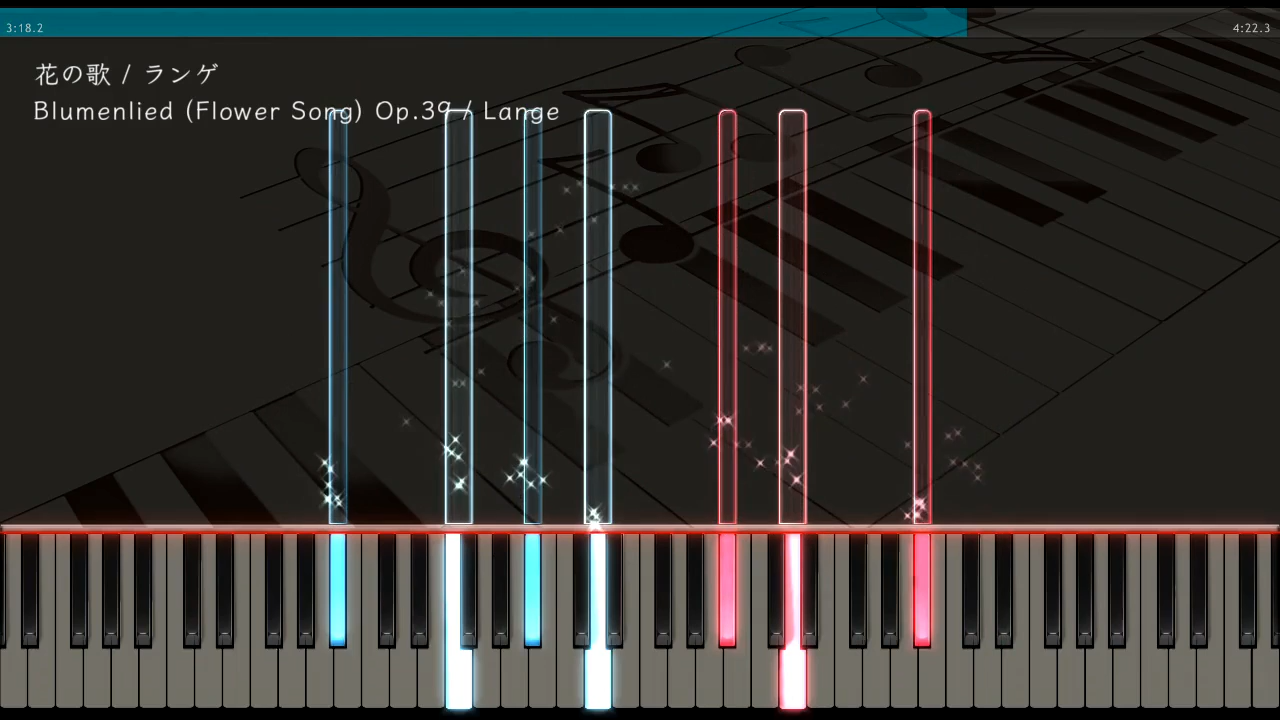 3:18.2
4:22.3
花の歌 / ランゲ
Blumenlied (Flower Song) Op.39 / Lange